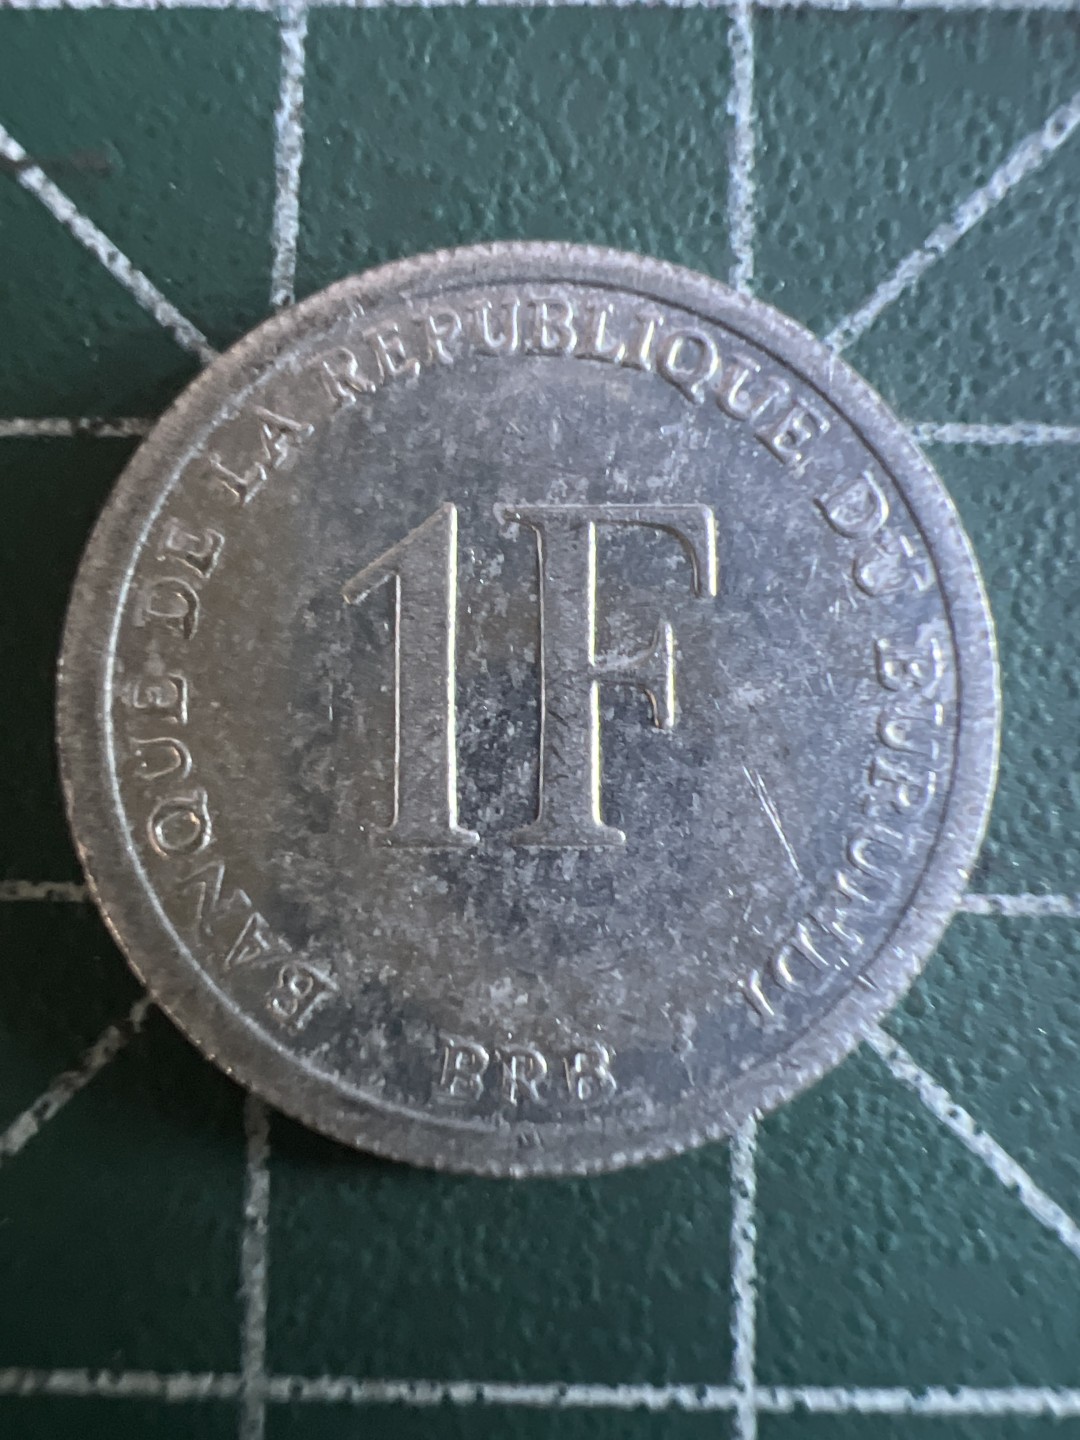 BANQUE DE LA REPUBLIQUE DU BURUNDI
1F
BRB